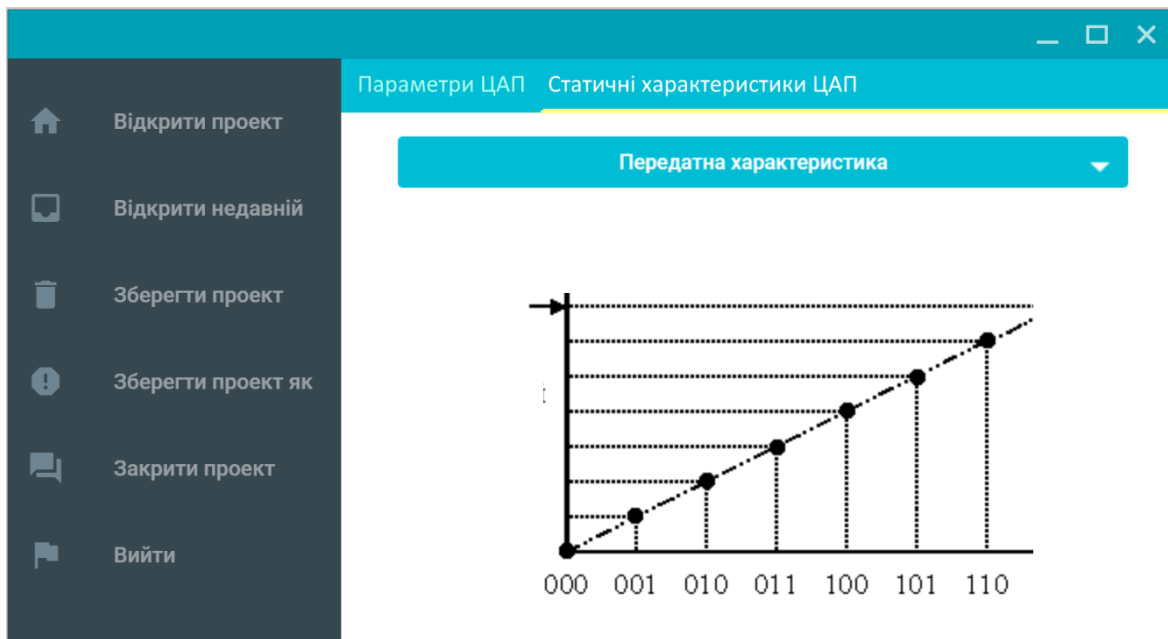 Параметри ЦАП Статичні характеристики ЦАП
Відкрити проект
Відкрити недавній
Зберегти проект
Зберегти проект як
Закрити проект
Вийти
Передатна характеристика
000 001 010 011 100 101 110